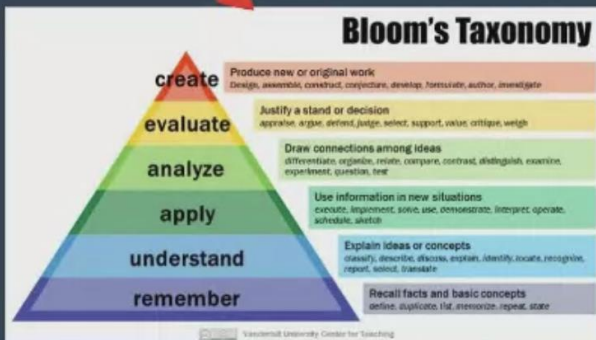 Bloom's Taxonomy
create
Produce new or original work
Design, assemble, construct, conjecture, develop, formulate, author, investigate
evaluate
Justify a stand or decision
appraise, argue, defend, judge, select, support, value, critique, weigh
analyze
Draw connections among ideas
differentiate, organize, relate, compare, contrast, distinguish, examine,
experiment, question, test
apply
Use information in new situations
execute, implement, solve, use, demonstrate, interpret, operate,
schedule, sketch
understand
Explain ideas or concepts
classify, describe, discuss, explain, identify, locate, recognize,
report, select, translate
remember
Recall facts and basic concepts
define, duplicate, list, memorize, repeat, state
Vanderbilt University Center for Teaching